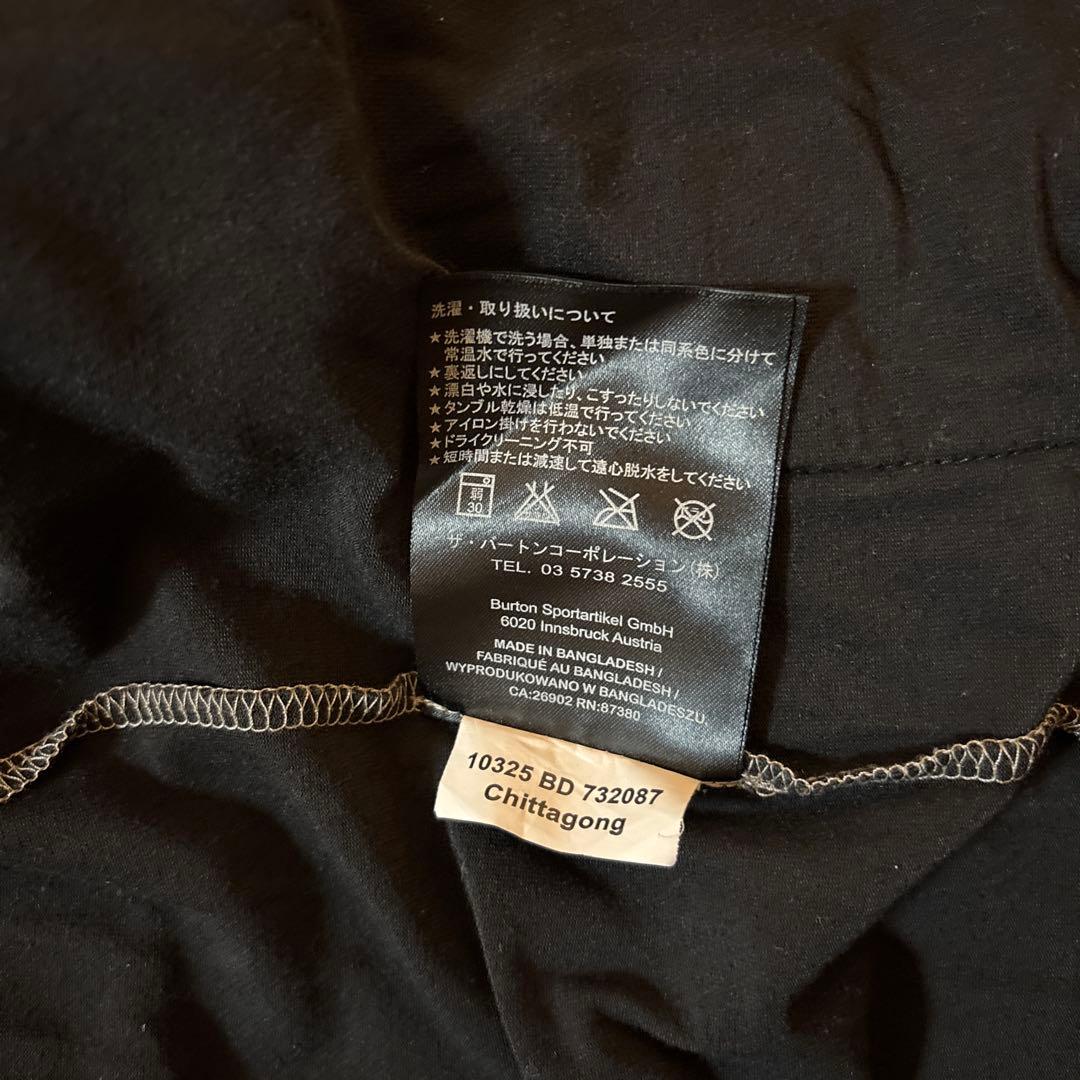 洗濯・取り扱いについて
★洗濯機で洗う場合、単独または同系色に分けて
常温水で行ってください
★裏返しにしてください
★漂白や水に浸したり、こすったりしないでください
★タンブル乾燥は低温で行ってください
★アイロン掛けを行わないでください
★ドライクリーニング不可
★短時間または減速して遠心脱水をしてください
弱
30
ザ・バートンコーポレーション(株)
TEL. 03 5738 2555
Burton Sportartikel GmbH
6020 Innsbruck Austria
MADE IN BANGLADESH /
FABRIQUÉ AU BANGLADESH /
WYPRODUKOWANO W BANGLADESZU
CA:26902 RN:87380
10325 BD 732087
Chittagong